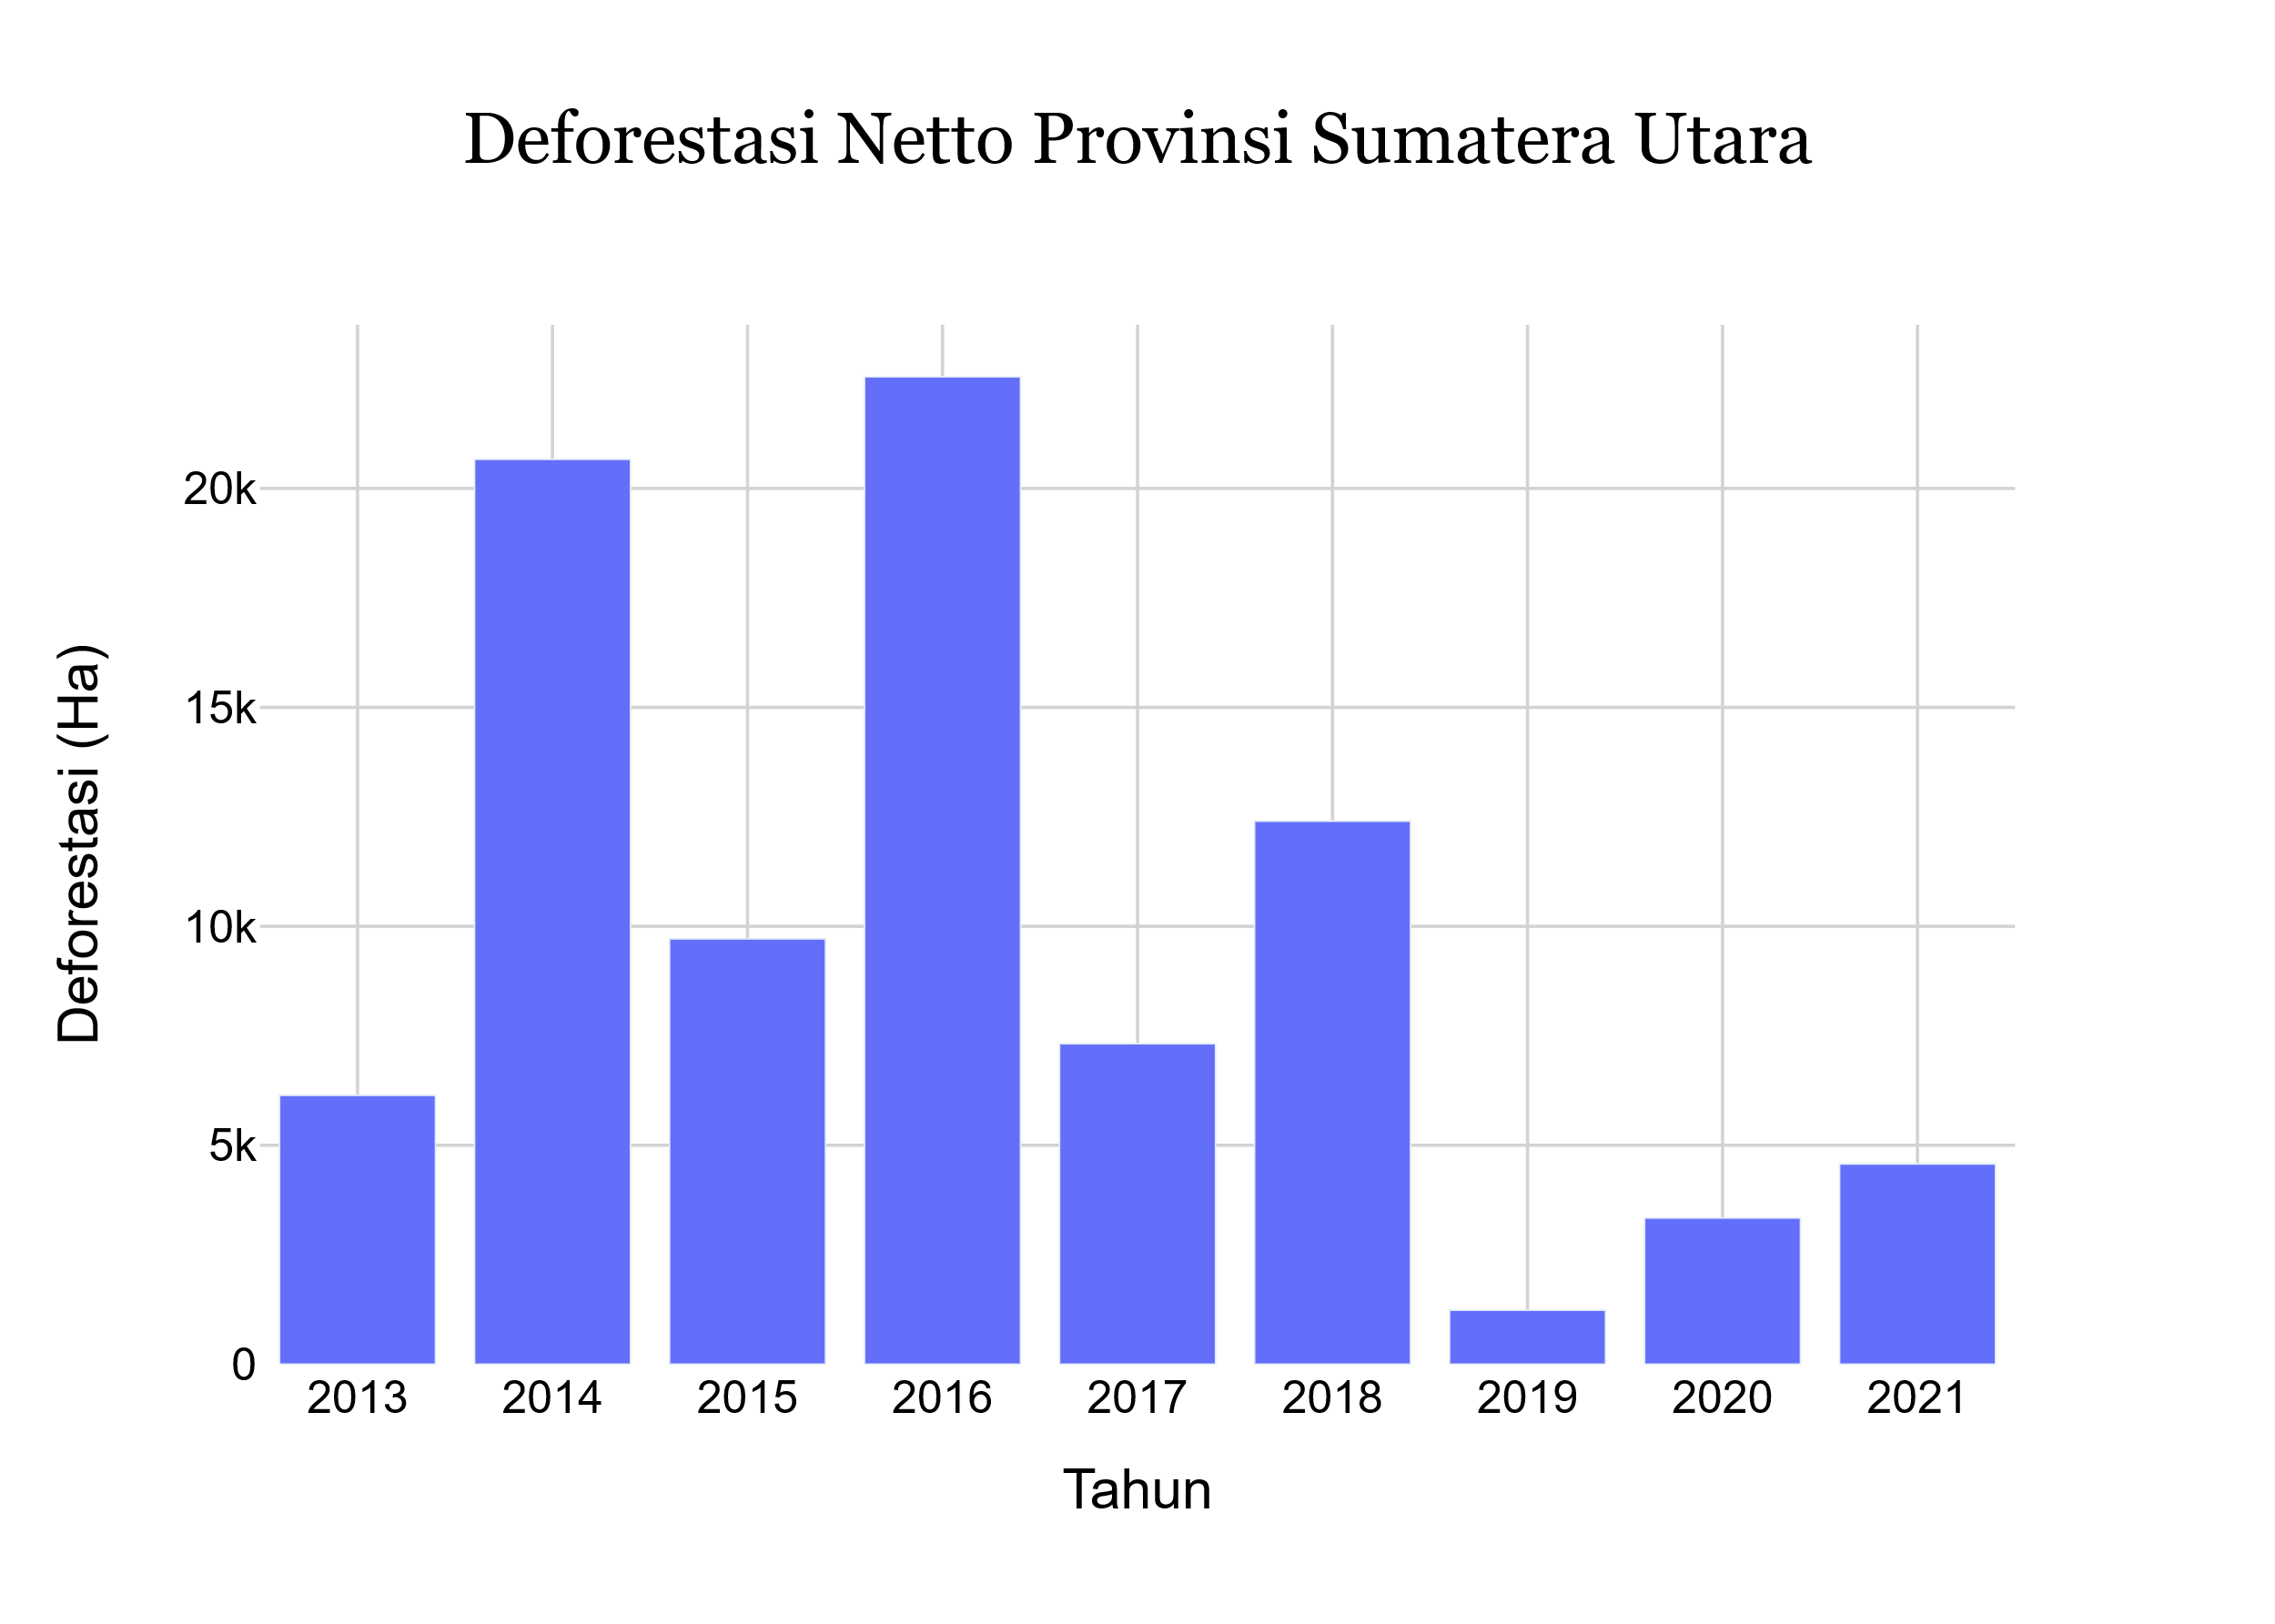 Deforestasi Netto Provinsi Sumatera Utara
Deforestasi (Ha)
20k
15k
10k
5k
0
2013 2014 2015 2016 2017 2018 2019 2020 2021
Tahun